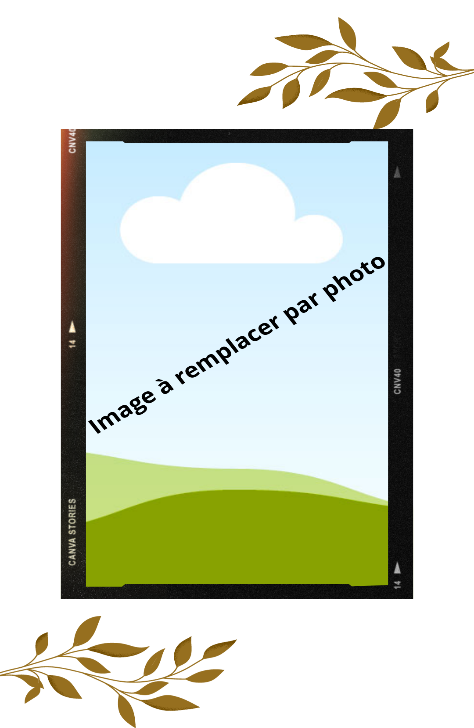 CNV40
14
CANVA STORIES
Image à remplacer par photo
CNV40
14